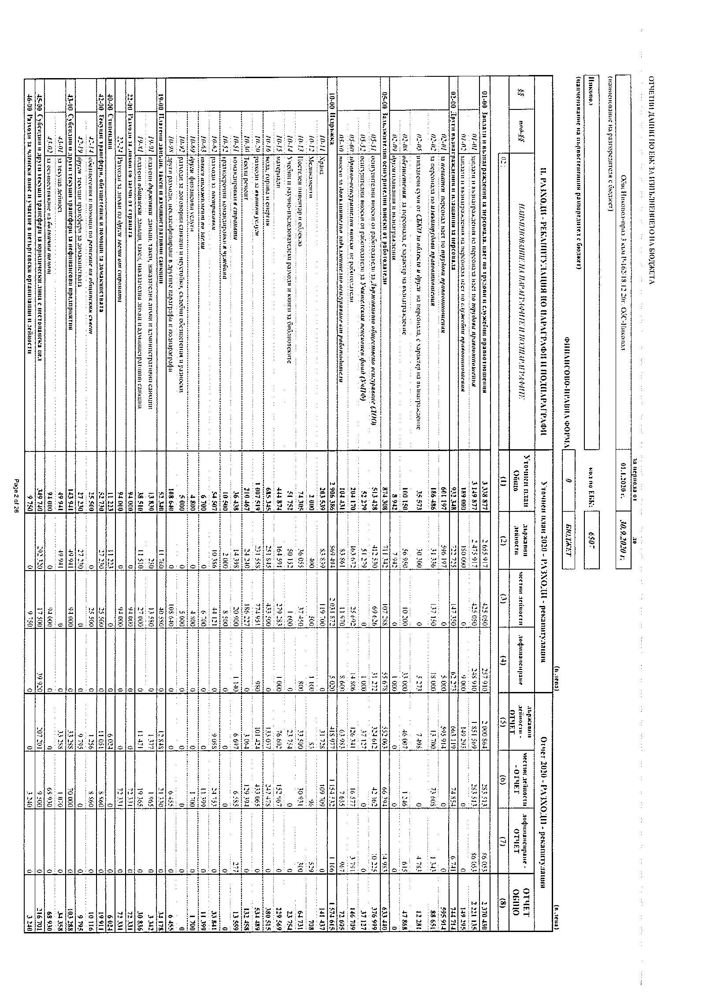 ОТЧЕТНИ ДАННИ ПО ЕБК ЗА ИЗПЪЛНЕНИЕТО НА БЮДЖЕТА
за периода от до
ОбС Никопол-прил.3 към Р-162/18.12.20г. ОбС-Никопол 01.1.2020 г. 30.9.2020 г.
(наименование на разпоредителя с бюджет)
Никопол код по ЕБК: 6507
(наименование на първостепенния разпоредител с бюджет)
ФИНАНСОВО-ПРАВНА ФОРМА 0 БЮДЖЕТ
(в лева) (в лева)
II. РАЗХОДИ - РЕКАПИТУЛАЦИЯ ПО ПАРАГРАФИ И ПОДПАРАГРАФИ Уточнен план 2020 - РАЗХОДИ - рекапитулация Отчет 2020 - РАЗХОДИ - рекапитулация
§§ под-§§ НАИМЕНОВАНИЕ НА ПАРАГРАФИТЕ И ПОДПАРАГРАФИТЕ Уточнен план Общо държавни дейности местни дейности дофинансиране държавни дейности - ОТЧЕТ местни дейности - ОТЧЕТ дофинансиране - ОТЧЕТ ОТЧЕТ ОБЩО
(1) (2) (3) (4) (5) (6) (7) (8)
01-00 Заплати и възнаграждения за персонала, нает по трудови и служебни правоотношения 3 338 877 2 655 917 425 050 257 910 2 000 864 283 513 86 053 2 370 430
01-01 заплати и възнаграждения на персонала нает по трудови правоотношения 3 149 877 2 475 917 425 050 248 910 1 851 569 283 513 86 053 2 221 135
01-02 заплати и възнаграждения на персонала нает по служебни правоотношения 189 000 180 000 0 9 000 149 295 0 0 149 295
02-00 Други възнаграждения и плащания за персонала 932 348 722 725 147 350 62 273 663 119 74 854 6 741 744 714
02-01 за нещатен персонал нает по трудови правоотношения 601 197 596 197 0 5 000 595 914 0 0 595 914
02-02 за персонала по извънтрудови правоотношения 186 486 31 336 137 150 18 000 13 700 73 608 1 343 88 651
02-05 изплатени суми от СБКО за облекло и други на персонала, с характер на възнаграждение 35 573 30 300 0 5 273 7 498 0 4 783 12 281
02-08 обезщетения за персонала, с характер на възнаграждение 100 150 56 950 10 200 33 000 46 007 1 246 615 47 868
02-09 други плащания и възнаграждения 8 942 7 942 0 1 000 0 0 0
05-00 Задължителни осигурителни вноски от работодатели 874 308 711 342 107 288 55 678 552 063 66 394 14 983 633 440
05-51 осигурителни вноски от работодатели за Държавното обществено осигуряване (ДОО) 513 428 412 530 69 626 31 272 324 612 42 162 10 225 376 999
05-52 осигурителни вноски от работодатели за Учителския пенсионен фонд (УчПФ) 52 279 51 279 0 1 000 37 127 0 0 37 127
05-60 здравно-осигурителни вноски от работодатели 204 170 163 672 25 692 14 806 126 341 16 577 3 791 146 709
05-80 вноски за допълнително задължително осигуряване от работодатели 104 431 83 861 11 970 8 600 63 983 7 655 967 72 605
10-00 Издръжка 2 906 386 869 494 2 031 872 5 020 418 977 1 154 532 1 106 1 574 615
10-11 Храна 203 539 83 839 119 700 0 31 728 109 709 0 141 437
10-12 Медикаменти 2 000 400 500 1 100 83 96 529 708
10-13 Постелен инвентар и облекло 74 305 36 055 37 450 800 33 500 30 931 300 64 731
10-14 Учебни и научно-изследователски разходи и книги за библиотеките 51 752 50 152 1 600 0 23 754 0 0 23 754
10-15 материали 444 874 164 591 279 283 1 000 76 602 152 967 0 229 569
10-16 вода, горива и енергия 685 345 251 845 433 500 0 133 037 247 478 0 380 515
10-20 разходи за външни услуги 1 007 519 231 588 774 951 980 101 424 433 065 0 534 489
10-30 Текущ ремонт 210 467 24 240 186 227 0 3 064 129 394 0 132 458
10-51 командировки в страната 36 438 14 398 20 900 1 140 6 697 6 585 277 13 559
10-52 краткосрочни командировки в чужбина 10 500 2 000 8 500 0 0 0 0
10-62 разходи за застраховки 54 507 10 386 44 121 0 9 088 24 753 0 33 841
10-63 такса ангажимент по заеми 6 700 0 6 700 0 11 399 0 11 399
10-69 други финансови услуги 4 800 0 4 800 0 1 700 0 1 700
10-92 разходи за договорни санкции и неустойки, съдебни обезщетения и разноски 5 000 0 5 000 0 0 0
10-98 други разходи, некласифицирани в другите параграфи и подпараграфи 108 640 0 108 640 0 0 6 455 0 6 455
19-00 Платени данъци, такси и административни санкции 52 340 11 760 40 580 0 12 848 21 330 0 34 178
19-01 платени държавни данъци, такси, наказателни лихви и административни санкции 13 830 250 13 580 0 1 377 1 965 0 3 342
19-81 платени общински данъци, такси, наказателни лихви и административни санкции 38 510 11 510 27 000 0 11 471 19 365 0 30 836
22-00 Разходи за лихви по заеми от страната 94 000 0 94 000 0 0 72 331 0 72 331
22-24 Разходи за лихви по други заеми от страната 94 000 0 94 000 0 0 72 331 0 72 331
40-00 Стипендии 11 223 11 223 0 0 6 024 0 0 6 024
42-00 Текущи трансфери, обезщетения и помощи за домакинствата 52 730 27 230 25 500 0 11 051 8 860 0 19 911
42-14 обезщетения и помощи по решение на общинския съвет 25 500 0 25 500 0 1 256 8 860 0 10 116
42-19 други текущи трансфери за домакинствата 27 230 27 230 0 0 9 795 0 0 9 795
43-00 Субсидии и други текущи трансфери за нефинансови предприятия 143 941 49 941 94 000 0 33 288 70 000 0 103 288
43-01 за текуща дейност 49 941 49 941 0 0 33 288 1 070 0 34 358
43-02 за осъществяване на болнична помощ 94 000 0 94 000 0 0 68 930 0 68 930
45-00 Субсидии и други текущи трансфери за юридически лица с нестопанска цел 349 740 292 320 17 500 39 920 207 201 9 500 0 216 701
46-00 Разходи за членски внос и участие в нетърговски организации и дейности 9 750 0 9 750 0 0 3 240 0 3 240
Page 2 of 28